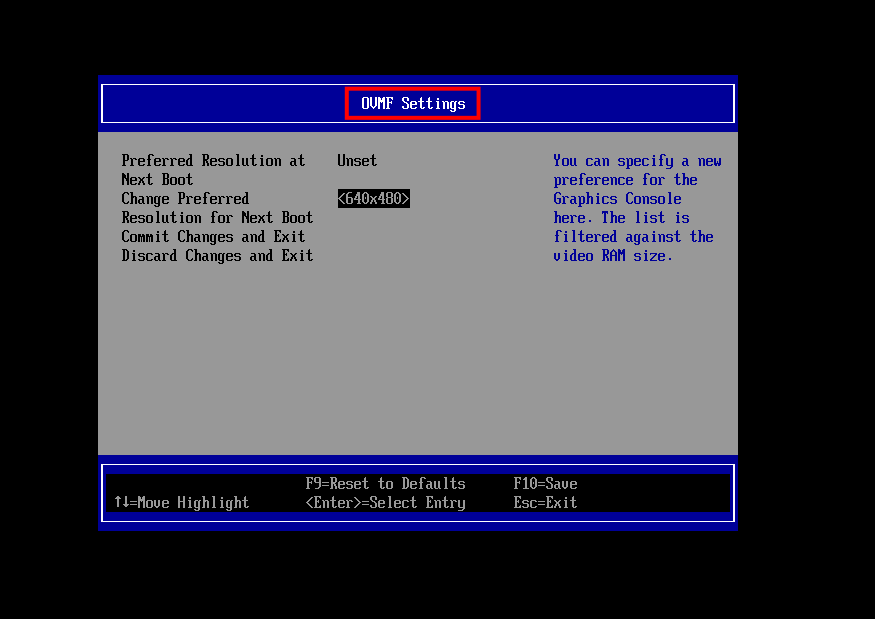 OVMF Settings
Preferred Resolution at Unset You can specify a new
Next Boot preference for the
Change Preferred <640x480> Graphics Console
Resolution for Next Boot here. The list is
Commit Changes and Exit filtered against the
Discard Changes and Exit video RAM size.
F9=Reset to Defaults F10=Save
↑↓=Move Highlight <Enter>=Select Entry Esc=Exit